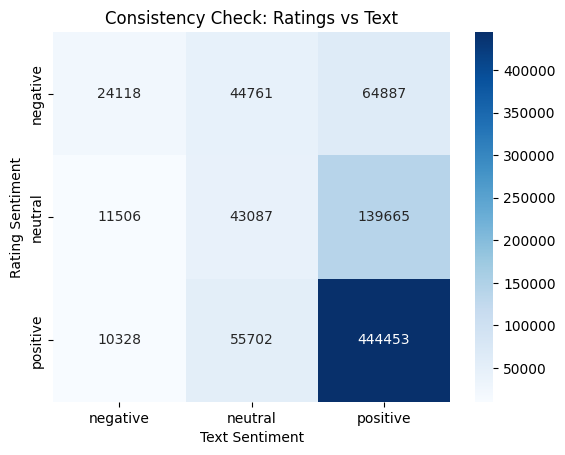 Consistency Check: Ratings vs Text
Rating Sentiment
negative
24118 44761 64887
neutral
11506 43087 139665
positive
10328 55702 444453
negative neutral positive
Text Sentiment
400000
350000
300000
250000
200000
150000
100000
50000